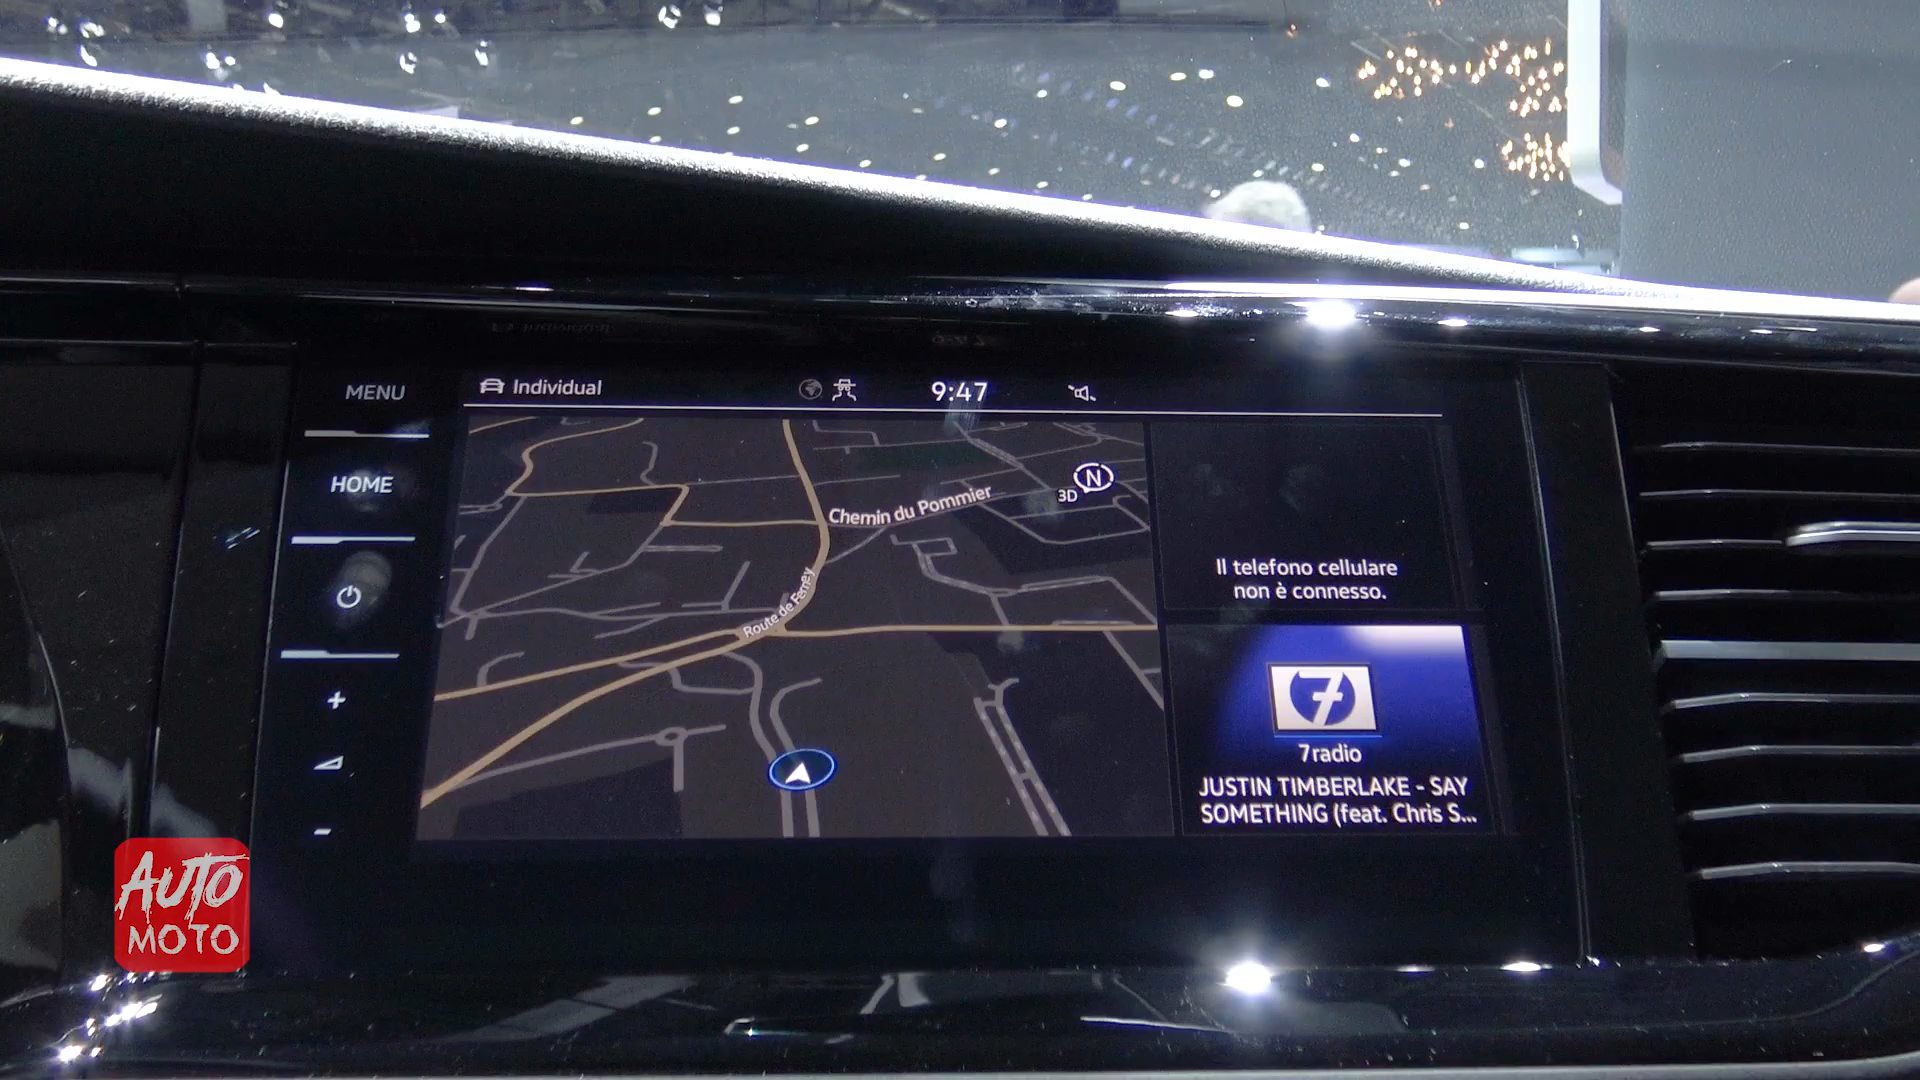 MENU
Individual
9:47
HOME
Chemin du Pommier
3D
N
Route de Ferney
Il telefono cellulare
non è connesso.
7
7radio
JUSTIN TIMBERLAKE - SAY
SOMETHING (feat. Chris S...
+
-
AUTO
MOTO